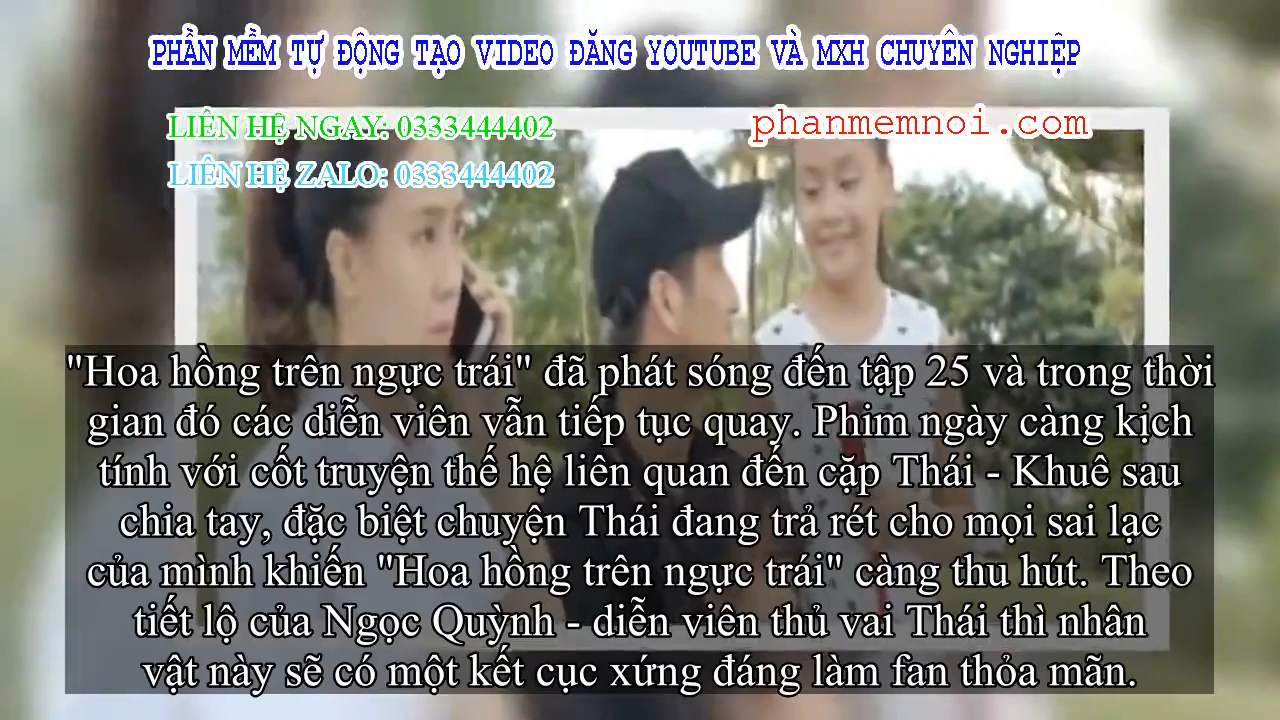 PHẦN MỀM TỰ ĐỘNG TẠO VIDEO ĐĂNG YOUTUBE VÀ MXH CHUYÊN NGHIỆP
LIÊN HỆ NGAY: 0333444402
phanmemnoi.com
LIÊN HỆ ZALO: 0333444402
"Hoa hồng trên ngực trái" đã phát sóng đến tập 25 và trong thời
gian đó các diễn viên vẫn tiếp tục quay. Phim ngày càng kịch
tính với cốt truyện thế hệ liên quan đến cặp Thái - Khuê sau
chia tay, đặc biệt chuyện Thái đang trả rét cho mọi sai lạc
của mình khiến "Hoa hồng trên ngực trái" càng thu hút. Theo
tiết lộ của Ngọc Quỳnh - diễn viên thủ vai Thái thì nhân
vật này sẽ có một kết cục xứng đáng làm fan thỏa mãn.